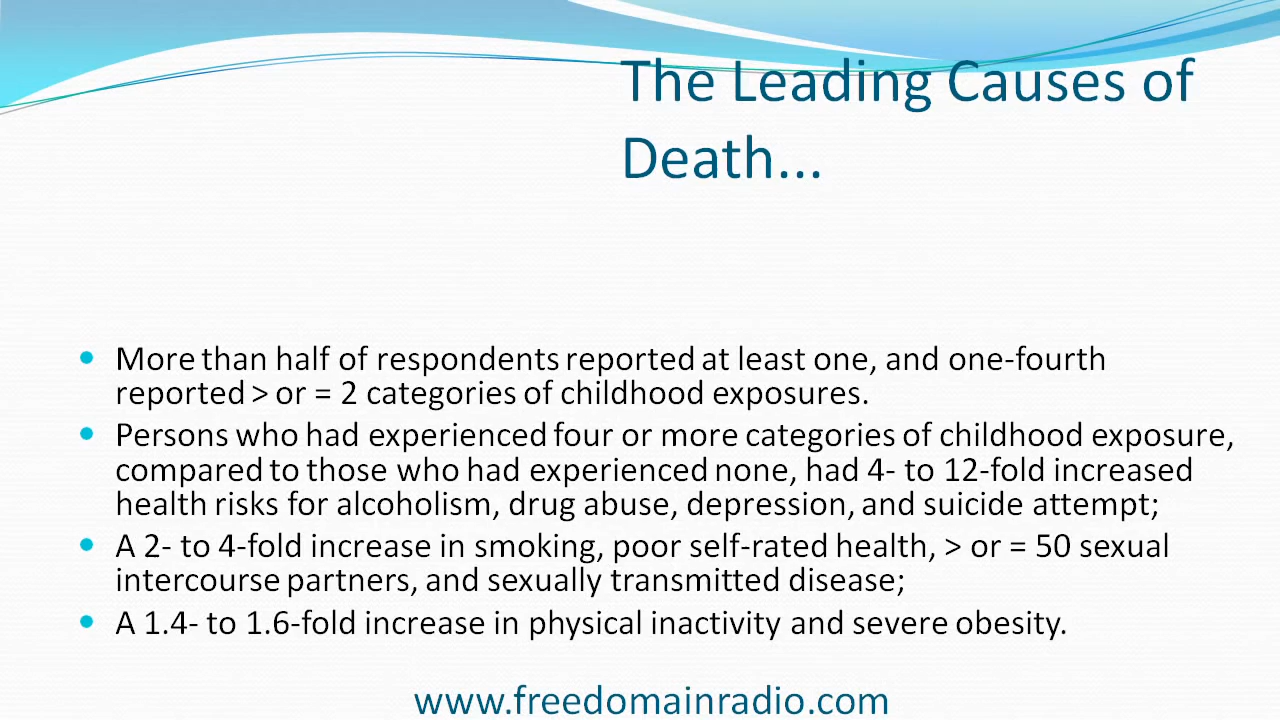 The Leading Causes of
Death...
More than half of respondents reported at least one, and one-fourth
reported > or = 2 categories of childhood exposures.
Persons who had experienced four or more categories of childhood exposure,
compared to those who had experienced none, had 4- to 12-fold increased
health risks for alcoholism, drug abuse, depression, and suicide attempt;
A 2- to 4-fold increase in smoking, poor self-rated health, > or = 50 sexual
intercourse partners, and sexually transmitted disease;
A 1.4- to 1.6-fold increase in physical inactivity and severe obesity.
www.freedomainradio.com